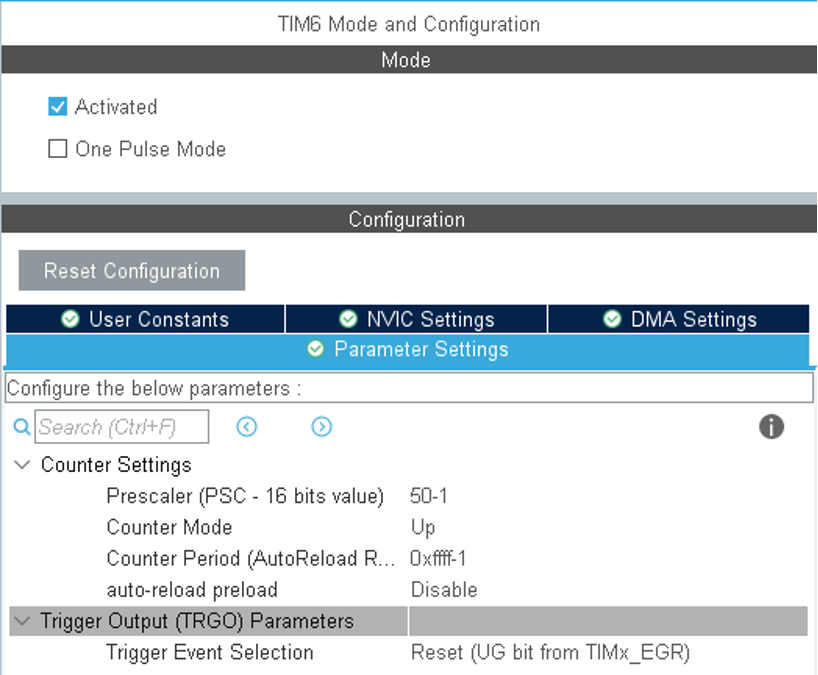 TIM6 Mode and Configuration
Mode
Activated
One Pulse Mode
Configuration
Reset Configuration
User Constants NVIC Settings DMA Settings
Parameter Settings
Configure the below parameters :
Search (Ctrl+F)
Counter Settings
Prescaler (PSC - 16 bits value) 50-1
Counter Mode Up
Counter Period (AutoReload R... 0xffff-1
auto-reload preload Disable
Trigger Output (TRGO) Parameters
Trigger Event Selection Reset (UG bit from TIMx_EGR)